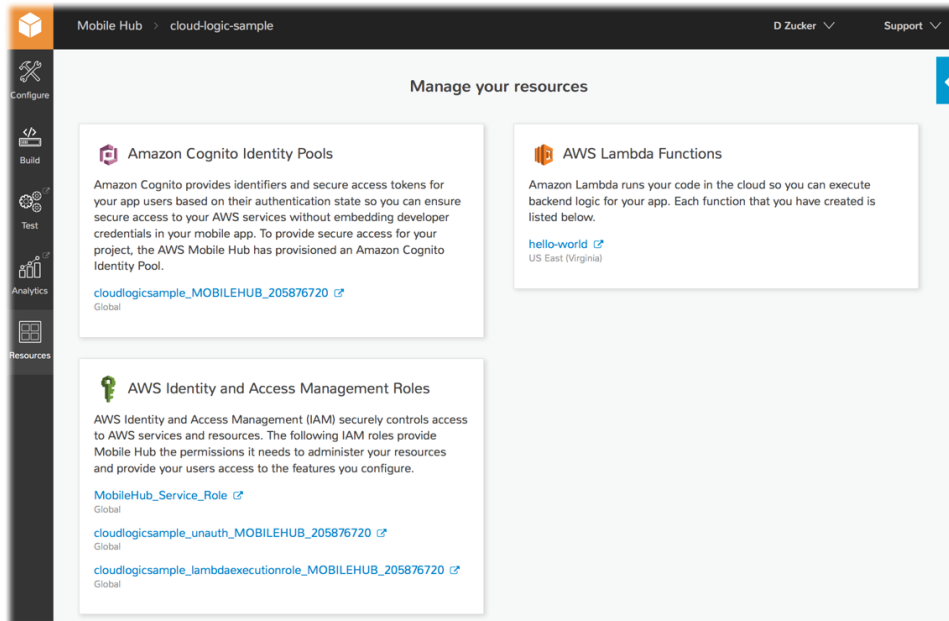 Mobile Hub > cloud-logic-sample
D Zucker
Support
Configure
Build
Test
Analytics
Resources
Manage your resources
Amazon Cognito Identity Pools
Amazon Cognito provides identifiers and secure access tokens for
your app users based on their authentication state so you can ensure
secure access to your AWS services without embedding developer
credentials in your mobile app. To provide secure access for your
project, the AWS Mobile Hub has provisioned an Amazon Cognito
Identity Pool.
cloudlogicsample_MOBILEHUB_205876720
Global
AWS Lambda Functions
Amazon Lambda runs your code in the cloud so you can execute
backend logic for your app. Each function that you have created is
listed below.
hello-world
US East (Virginia)
AWS Identity and Access Management Roles
AWS Identity and Access Management (IAM) securely controls access
to AWS services and resources. The following IAM roles provide
Mobile Hub the permissions it needs to administer your resources
and provide your users access to the features you configure.
MobileHub_Service_Role
Global
cloudlogicsample_unauth_MOBILEHUB_205876720
Global
cloudlogicsample_lambdaexecutionrole_MOBILEHUB_205876720
Global